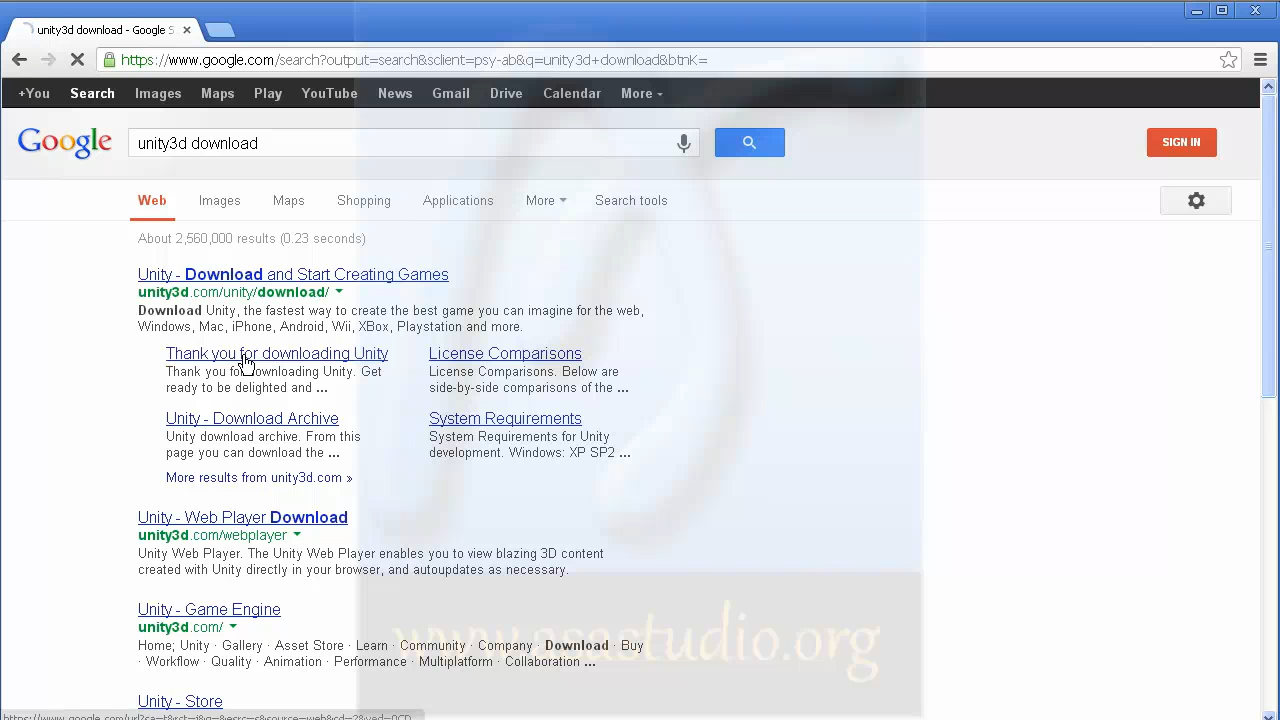 unity3d download - Google S
https://www.google.com/search?output=search&sclient=psy-ab&q=unity3d+download&btnK=
+You Search Images Maps Play YouTube News Gmail Drive Calendar More
Google unity3d download SIGN IN
Web Images Maps Shopping Applications More Search tools
About 2,560,000 results (0.23 seconds)
Unity - Download and Start Creating Games
unity3d.com/unity/download/
Download Unity, the fastest way to create the best game you can imagine for the web,
Windows, Mac, iPhone, Android, Wii, XBox, Playstation and more.
Thank you for downloading Unity
Thank you for downloading Unity. Get
ready to be delighted and ...
License Comparisons
License Comparisons. Below are
side-by-side comparisons of the ...
Unity - Download Archive
Unity download archive. From this
page you can download the ...
System Requirements
System Requirements for Unity
development. Windows: XP SP2 ...
More results from unity3d.com »
Unity - Web Player Download
unity3d.com/webplayer
Unity Web Player. The Unity Web Player enables you to view blazing 3D content
created with Unity directly in your browser, and autoupdates as necessary.
Unity - Game Engine
unity3d.com/
Home; Unity · Gallery · Asset Store · Learn · Community · Company · Download · Buy
· Workflow · Quality · Animation · Performance · Multiplatform · Collaboration ...
Unity - Store